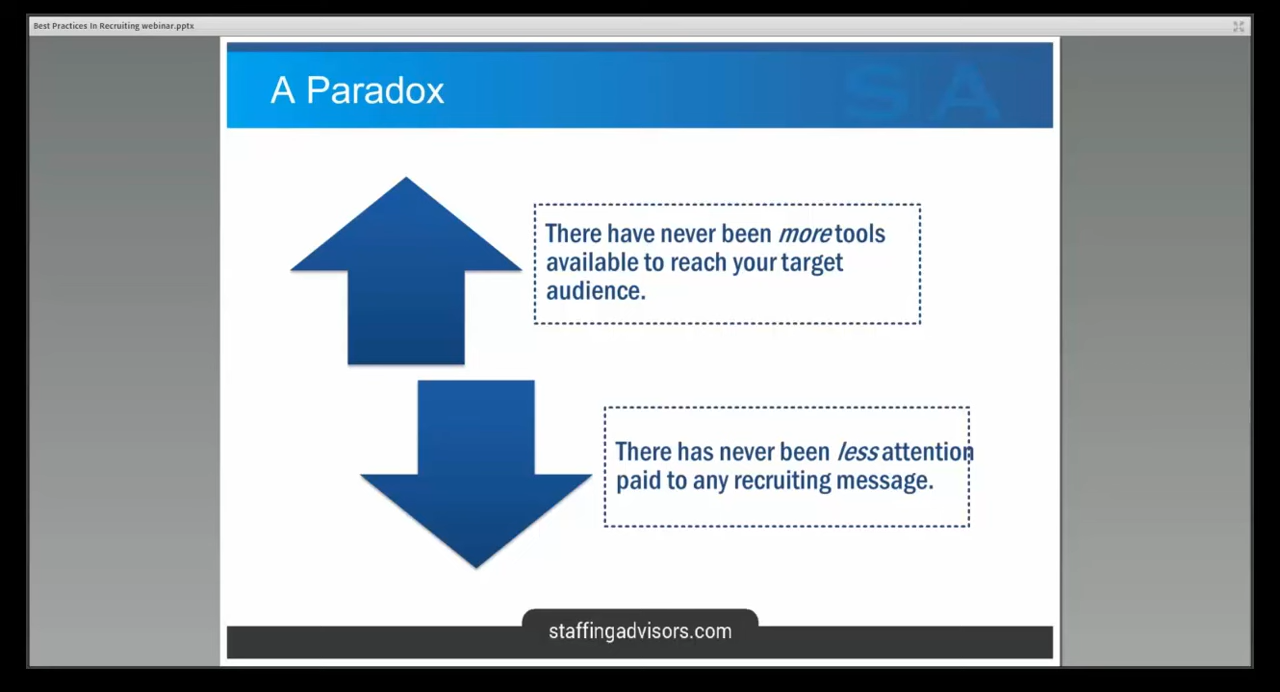 Best Practices In Recruiting webinar.pptx
A Paradox
SA
There have never been more tools
available to reach your target
audience.
There has never been less attention
paid to any recruiting message.
staffingadvisors.com